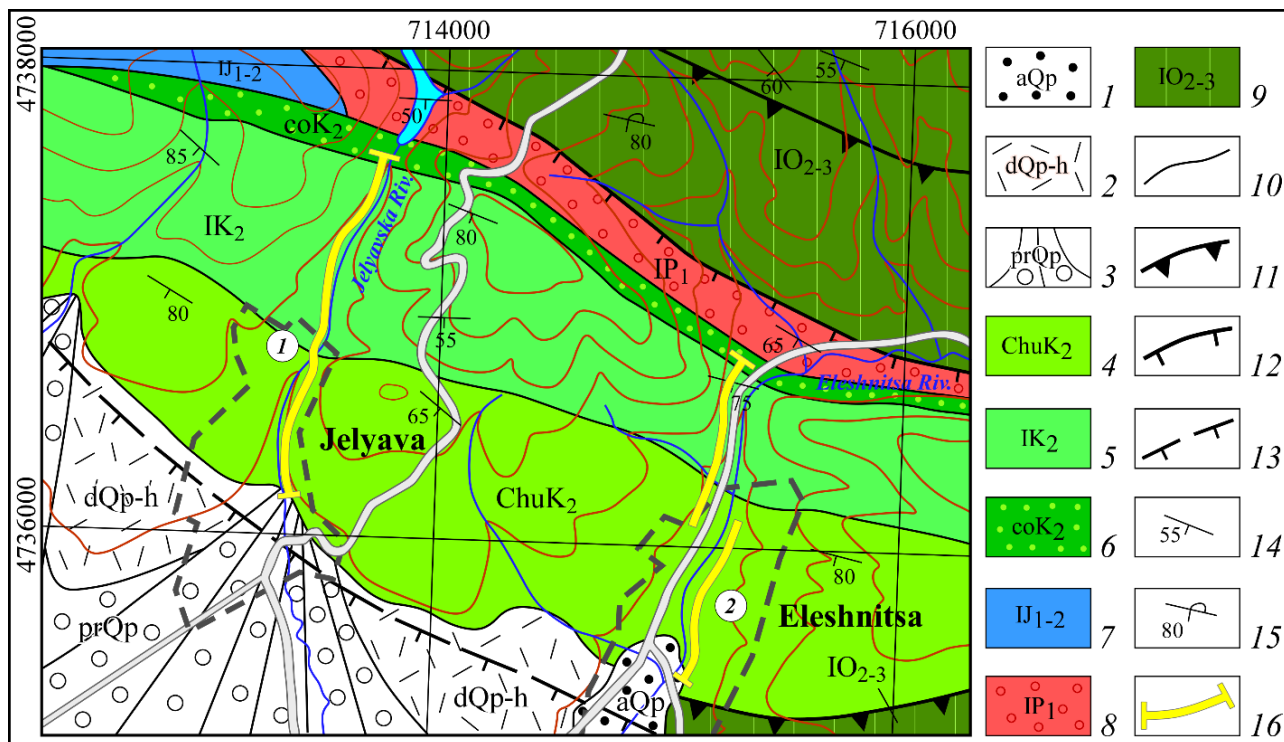 714000
716000
4738000
4736000
IJ1-2
coK2
IK2
85
50
Jelyavska Riv.
80
55
60
55
80
IO2-3
IP1
65
Eleshnitsa Riv.
75
80
1
Jelyava
65
dQp-h
ChuK2
prQp
dQp-h
aQp
2
Eleshnitsa
80
IO2-3
aQp
1
dQp-h
2
prQp
3
ChuK2
4
IK2
5
coK2
6
IJ1-2
7
IP1
8
IO2-3
9
10
11
12
13
55
14
80
15
16